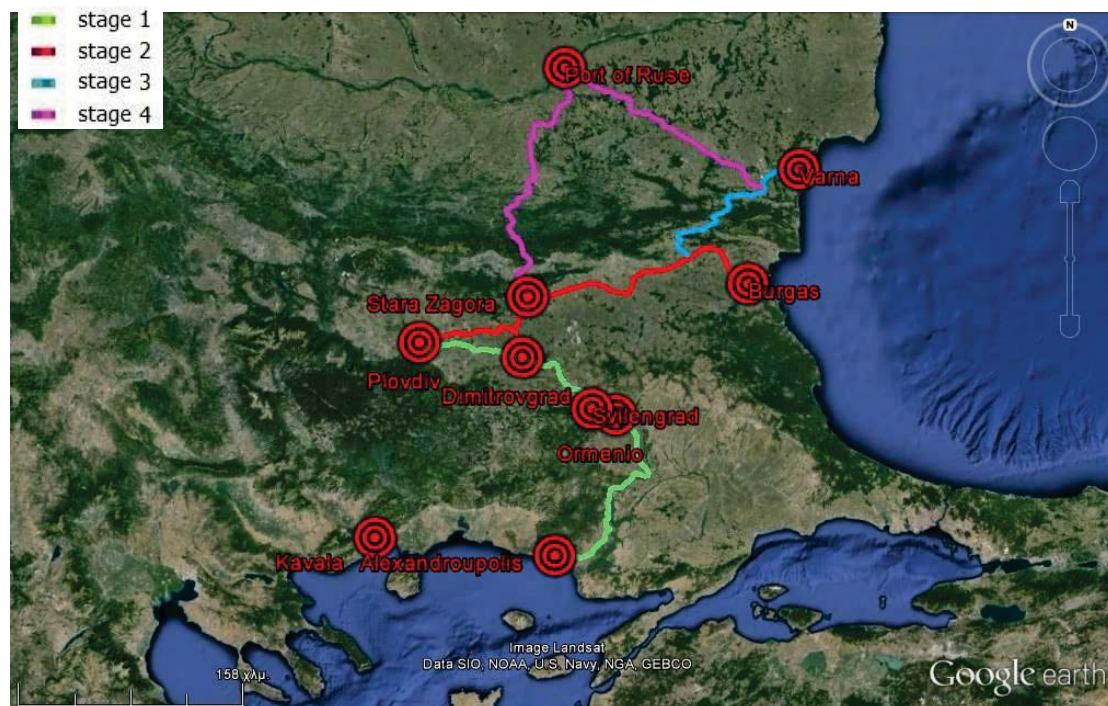 stage 1
stage 2
stage 3
stage 4
N
Port of Ruse
Varna
Burgas
Stara Zagora
Plovdiv
Dimitrovgrad
Svilengrad
Ormenio
Kavala
Alexandroupolis
Image Landsat
Data SIO, NOAA, U.S. Navy, NGA, GEBCO
158 χλμ.
Google earth